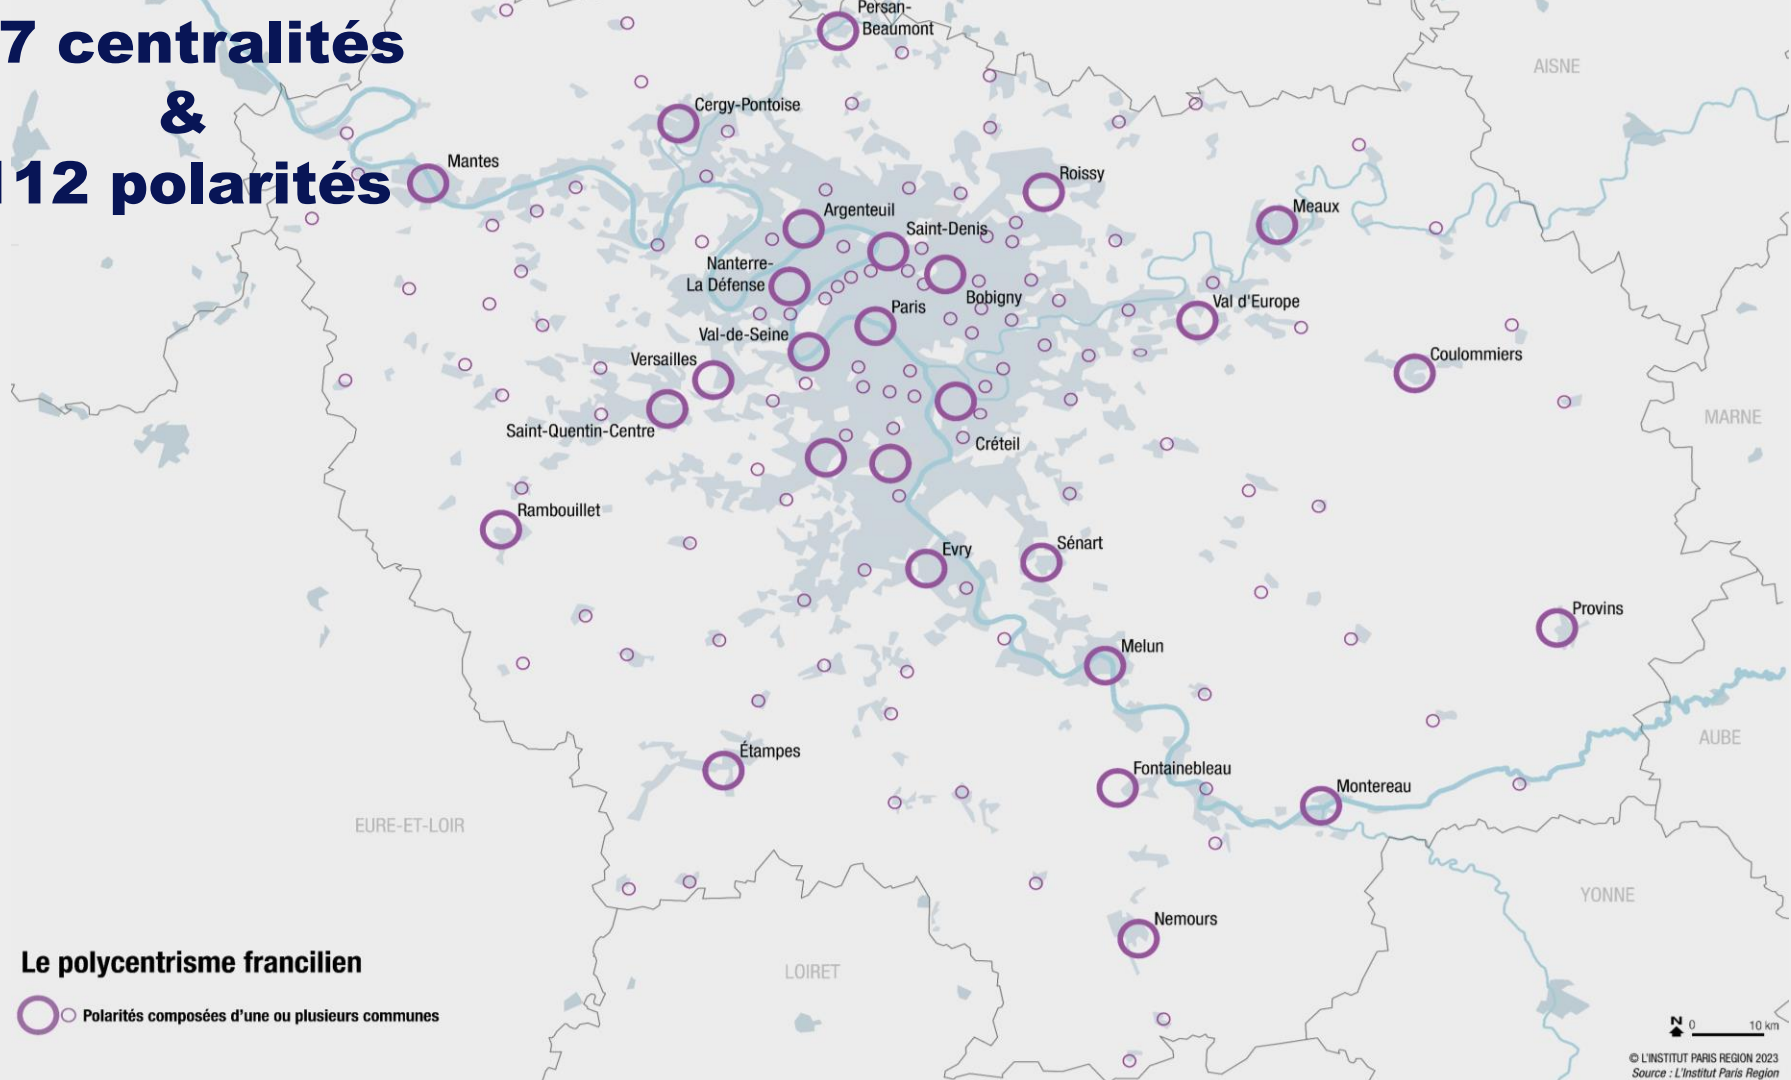 7 centralités
&
112 polarités
Persan-
Beaumont
AISNE
Cergy-Pontoise
Mantes
Roissy
Meaux
Argenteuil
Saint-Denis
Nanterre-
La Défense
Bobigny
Val d'Europe
Paris
Val-de-Seine
Versailles
Coulommiers
MARNE
Saint-Quentin-Centre
Créteil
Rambouillet
Evry
Sénart
Provins
Melun
AUBE
Étampes
Fontainebleau
Montereau
EURE-ET-LOIR
YONNE
Nemours
LOIRET
Le polycentrisme francilien
Polarités composées d'une ou plusieurs communes
N 0 10 km
© L'INSTITUT PARIS REGION 2023
Source : L'Institut Paris Region